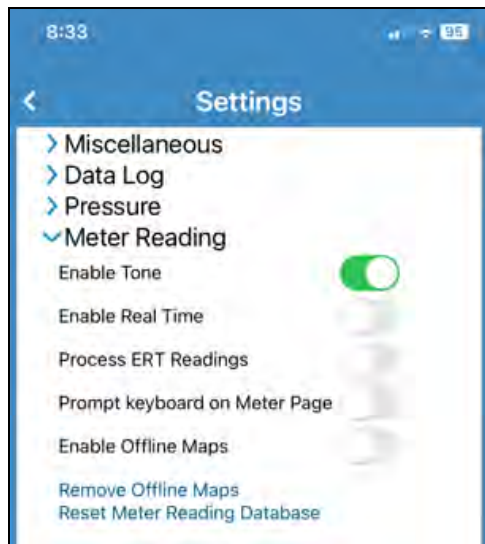 8:33
95
Settings
Miscellaneous
Data Log
Pressure
Meter Reading
Enable Tone
Enable Real Time
Process ERT Readings
Prompt keyboard on Meter Page
Enable Offline Maps
Remove Offline Maps
Reset Meter Reading Database